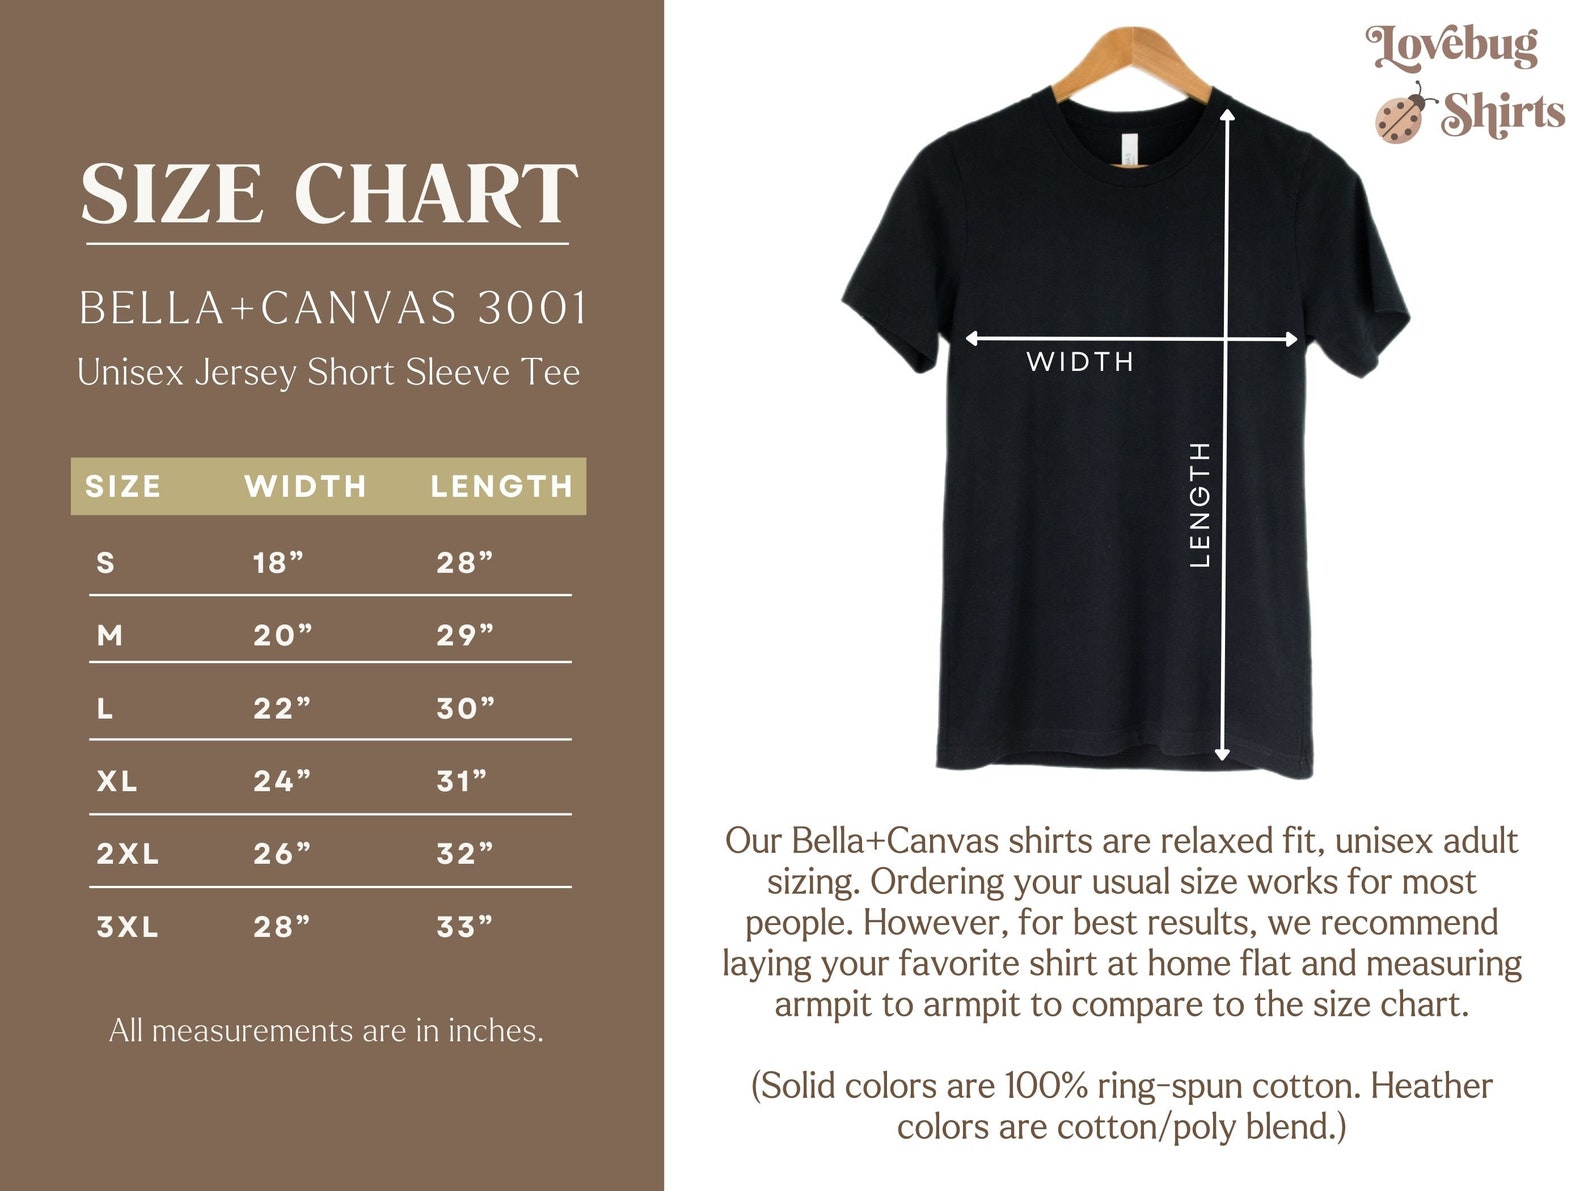 SIZE CHART
BELLA+CANVAS 3001
Unisex Jersey Short Sleeve Tee
SIZE WIDTH LENGTH
S 18” 28”
M 20” 29”
L 22” 30”
XL 24” 31”
2XL 26” 32”
3XL 28” 33”
All measurements are in inches.
Lovebug
Shirts
WIDTH
LENGTH
Our Bella+Canvas shirts are relaxed fit, unisex adult
sizing. Ordering your usual size works for most
people. However, for best results, we recommend
laying your favorite shirt at home flat and measuring
armpit to armpit to compare to the size chart.
(Solid colors are 100% ring-spun cotton. Heather
colors are cotton/poly blend.)